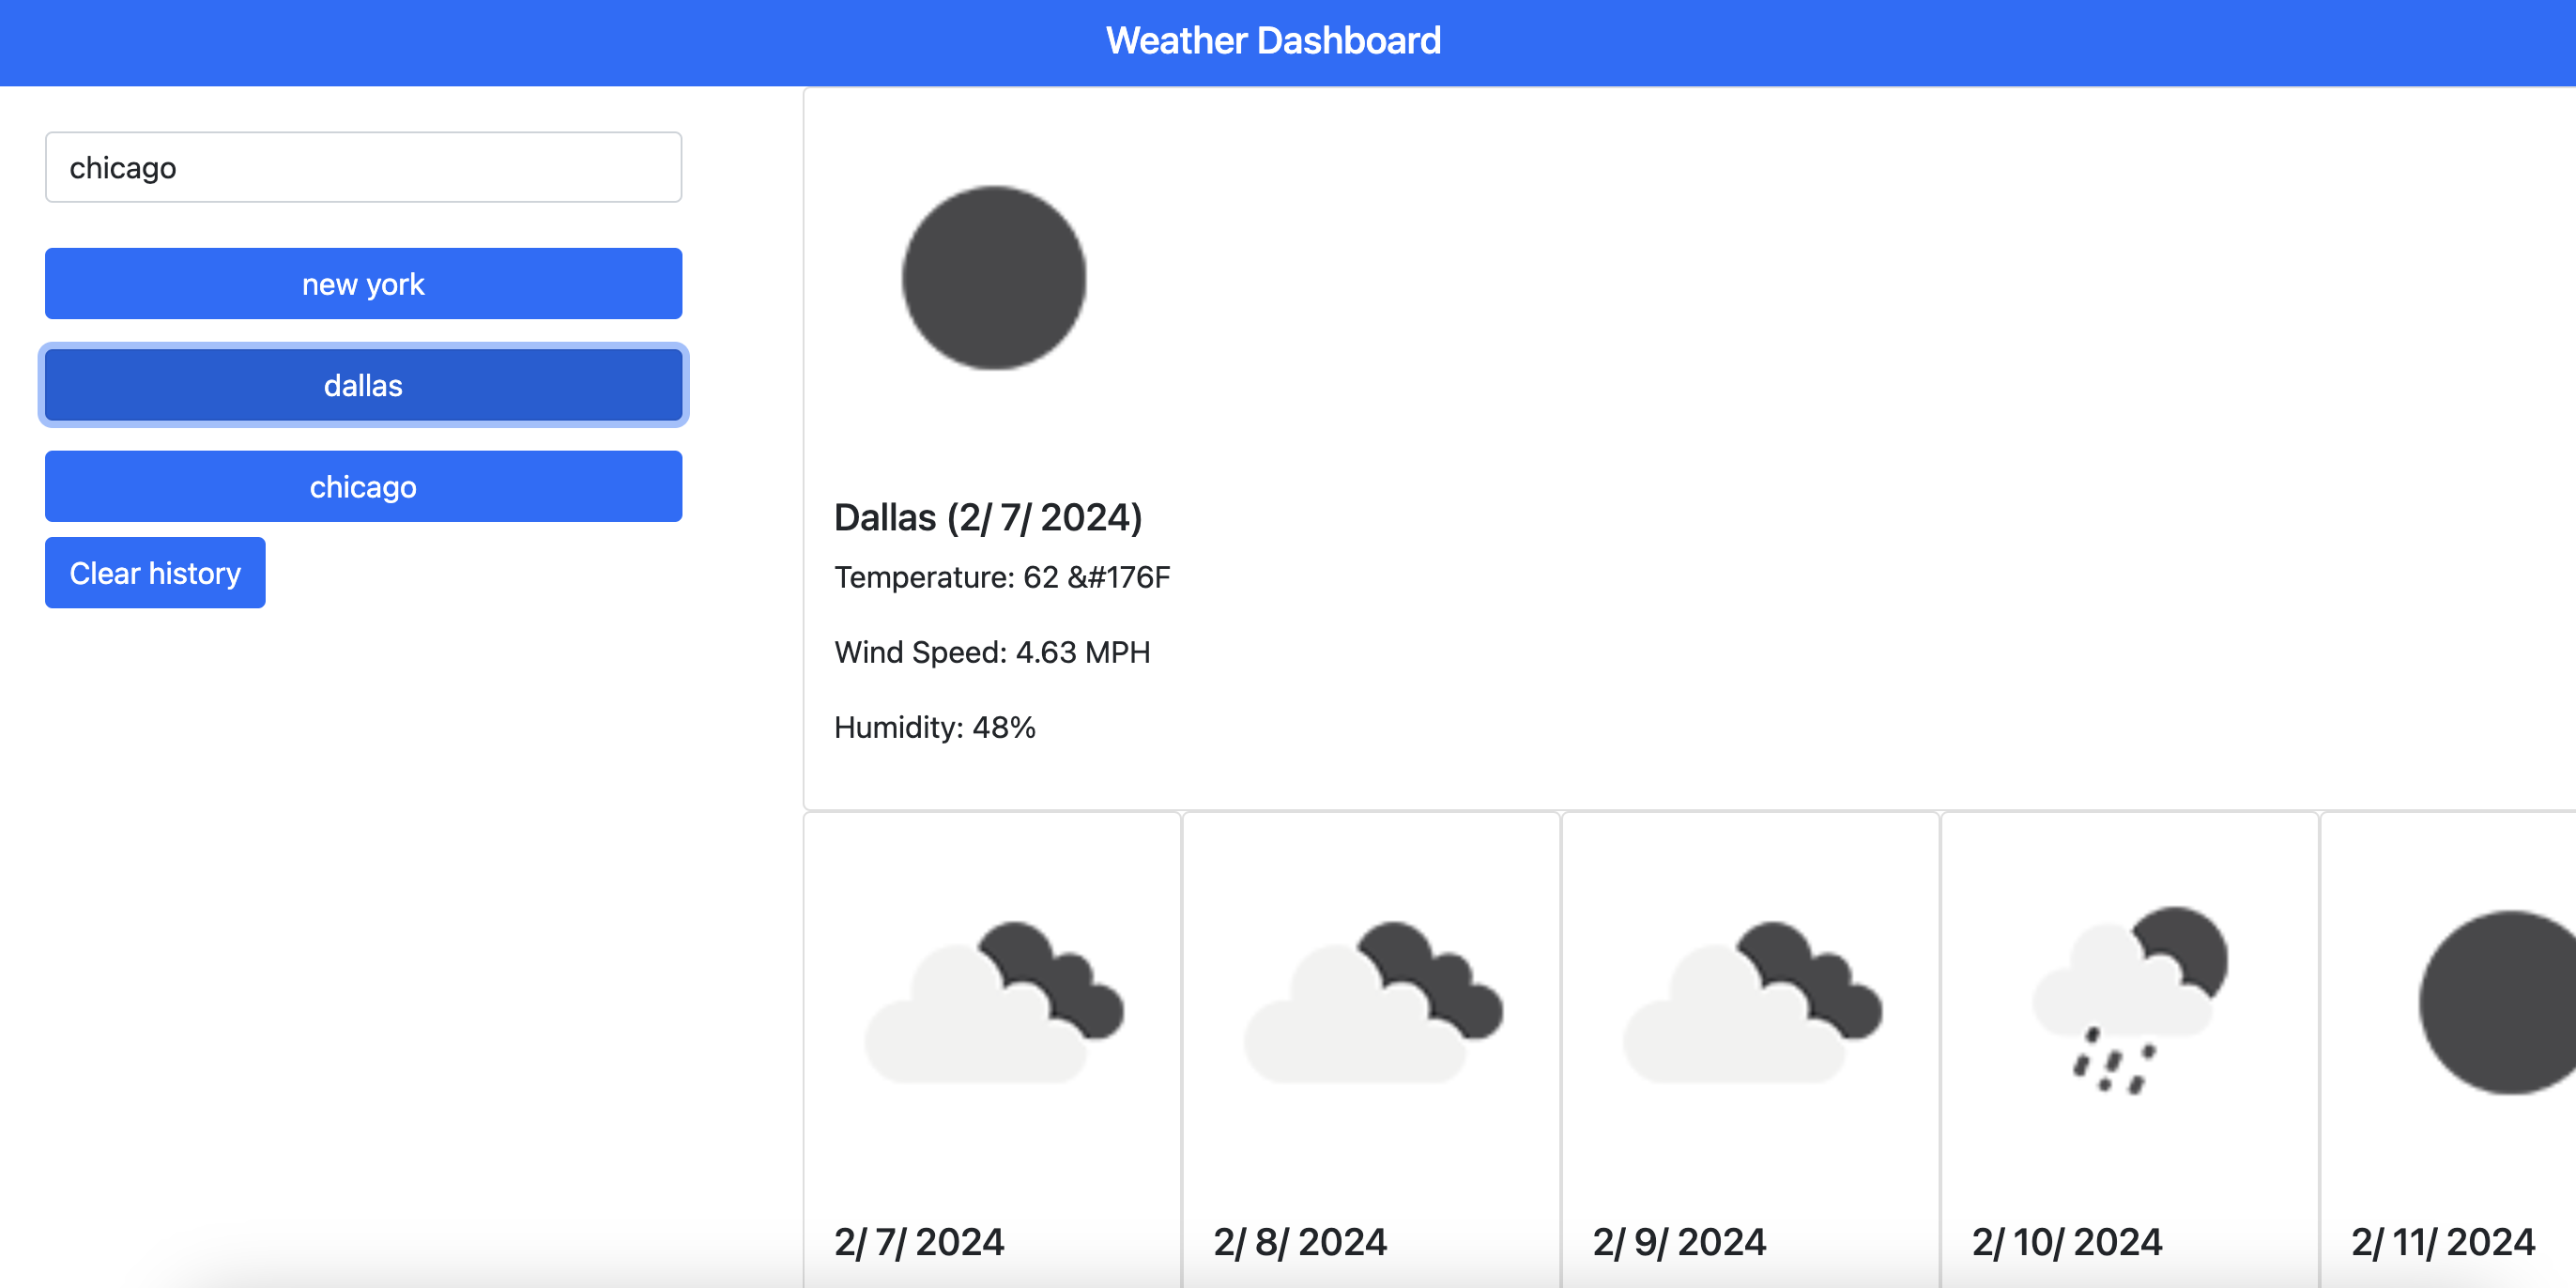 Weather Dashboard
chicago
new york
dallas
chicago
Clear history
Dallas (2/ 7/ 2024)
Temperature: 62 &#176F
Wind Speed: 4.63 MPH
Humidity: 48%
2/ 7/ 2024
2/ 8/ 2024
2/ 9/ 2024
2/ 10/ 2024
2/ 11/ 2024